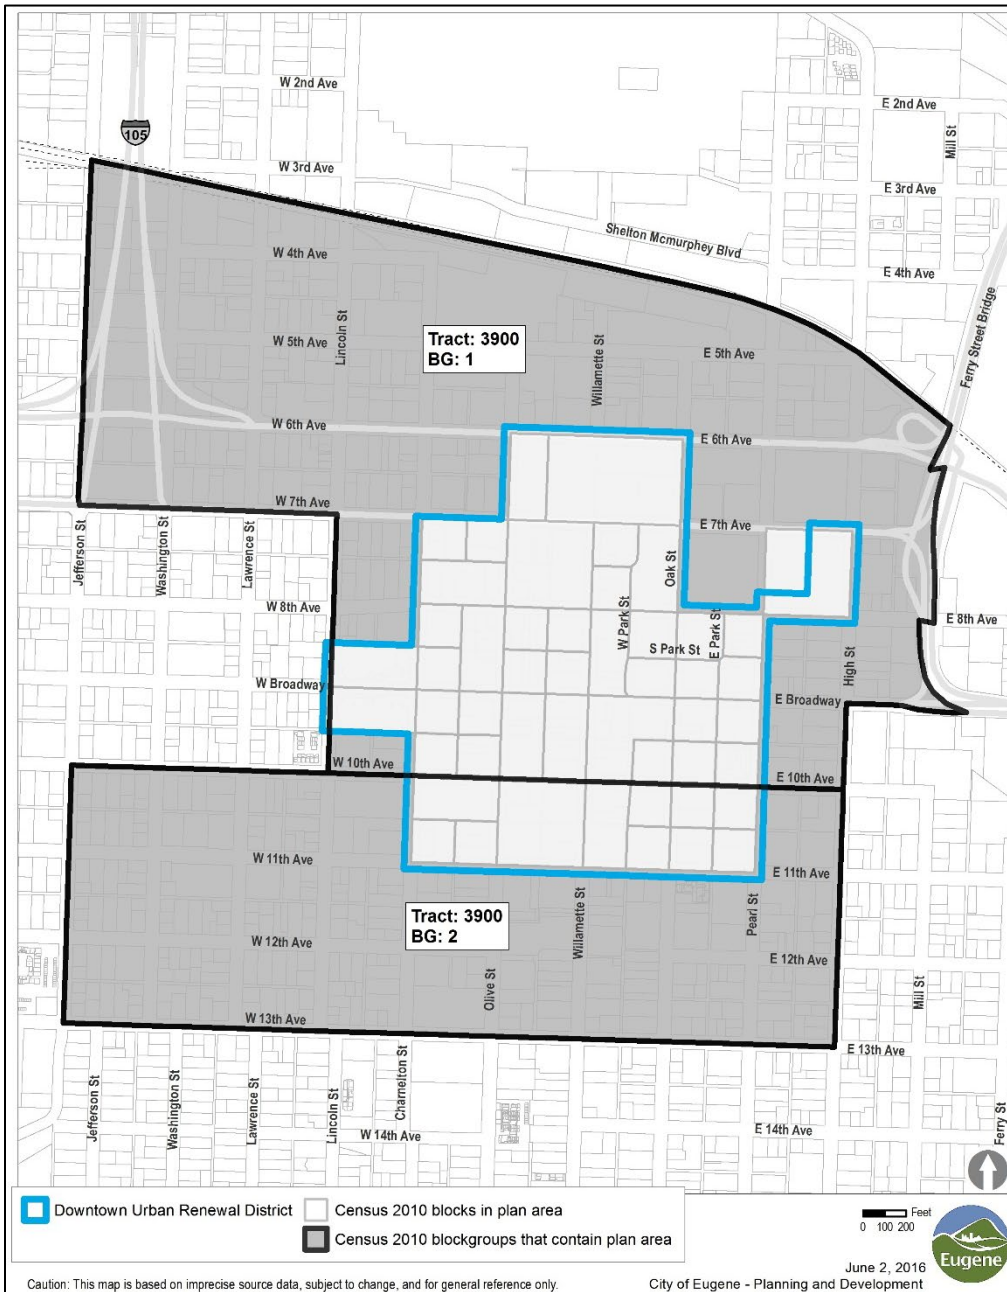 W 2nd Ave
E 2nd Ave
105
Mill St
W 3rd Ave
E 3rd Ave
Shelton Mcmurphey Blvd
W 4th Ave
E 4th Ave
Ferry Street Bridge
Tract: 3900
BG: 1
Lincoln St
W 5th Ave
Willamette St
E 5th Ave
W 6th Ave
E 6th Ave
W 7th Ave
E 7th Ave
Jefferson St
Washington St
Lawrence St
Oak St
W 8th Ave
W Park St
S Park St
E Park St
E 8th Ave
High St
W Broadway
E Broadway
W 10th Ave
E 10th Ave
W 11th Ave
E 11th Ave
Tract: 3900
BG: 2
Willamette St
Pearl St
W 12th Ave
E 12th Ave
Olive St
Mill St
W 13th Ave
E 13th Ave
Jefferson St
Washington St
Lawrence St
Lincoln St
Charnelton St
W 14th Ave
E 14th Ave
Ferry St
Downtown Urban Renewal District
Census 2010 blocks in plan area
Census 2010 blockgroups that contain plan area
Feet
0 100 200
Eugene
June 2, 2016
Caution: This map is based on imprecise source data, subject to change, and for general reference only.
City of Eugene - Planning and Development